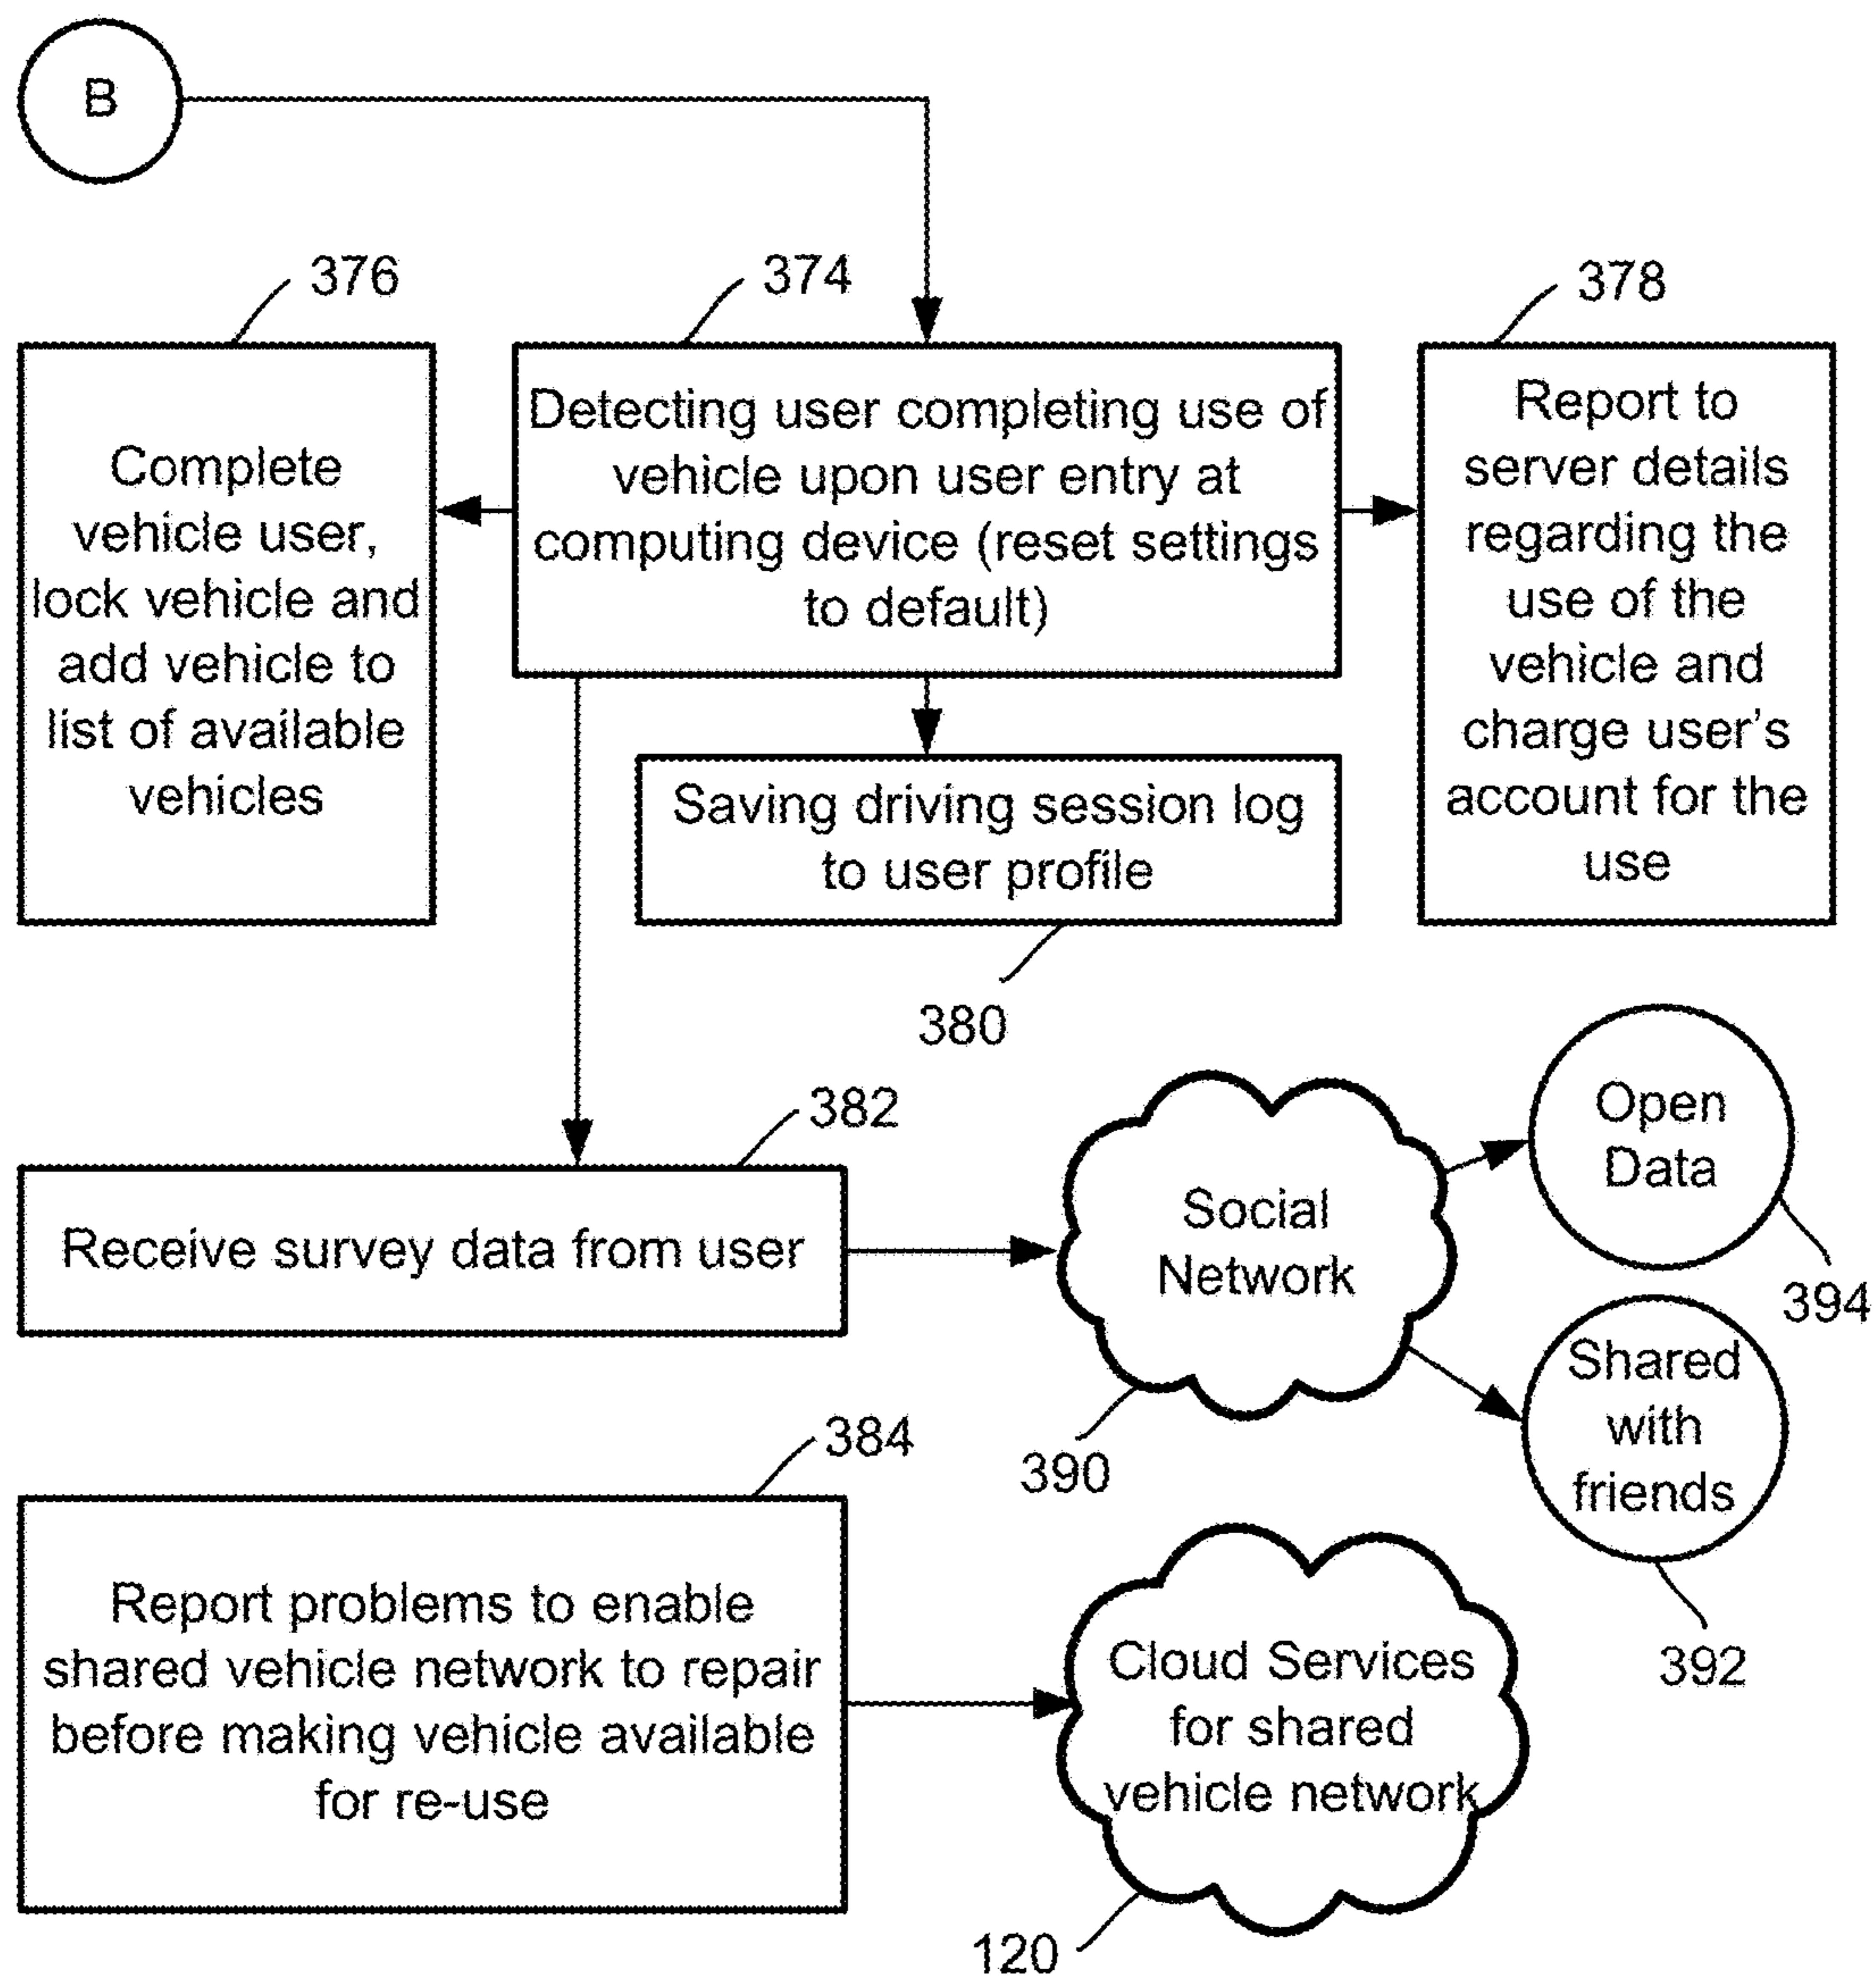 B
376
374
378
Complete
vehicle user,
lock vehicle and
add vehicle to
list of available
vehicles
Detecting user completing use of
vehicle upon user entry at
computing device (reset settings
to default)
Report to
server details
regarding the
use of the
vehicle and
charge user's
account for the
use
Saving driving session log
to user profile
380
382
Receive survey data from user
Social
Network
390
Open
Data
394
Shared
with
friends
392
384
Report problems to enable
shared vehicle network to repair
before making vehicle available
for re-use
Cloud Services
for shared
vehicle network
120